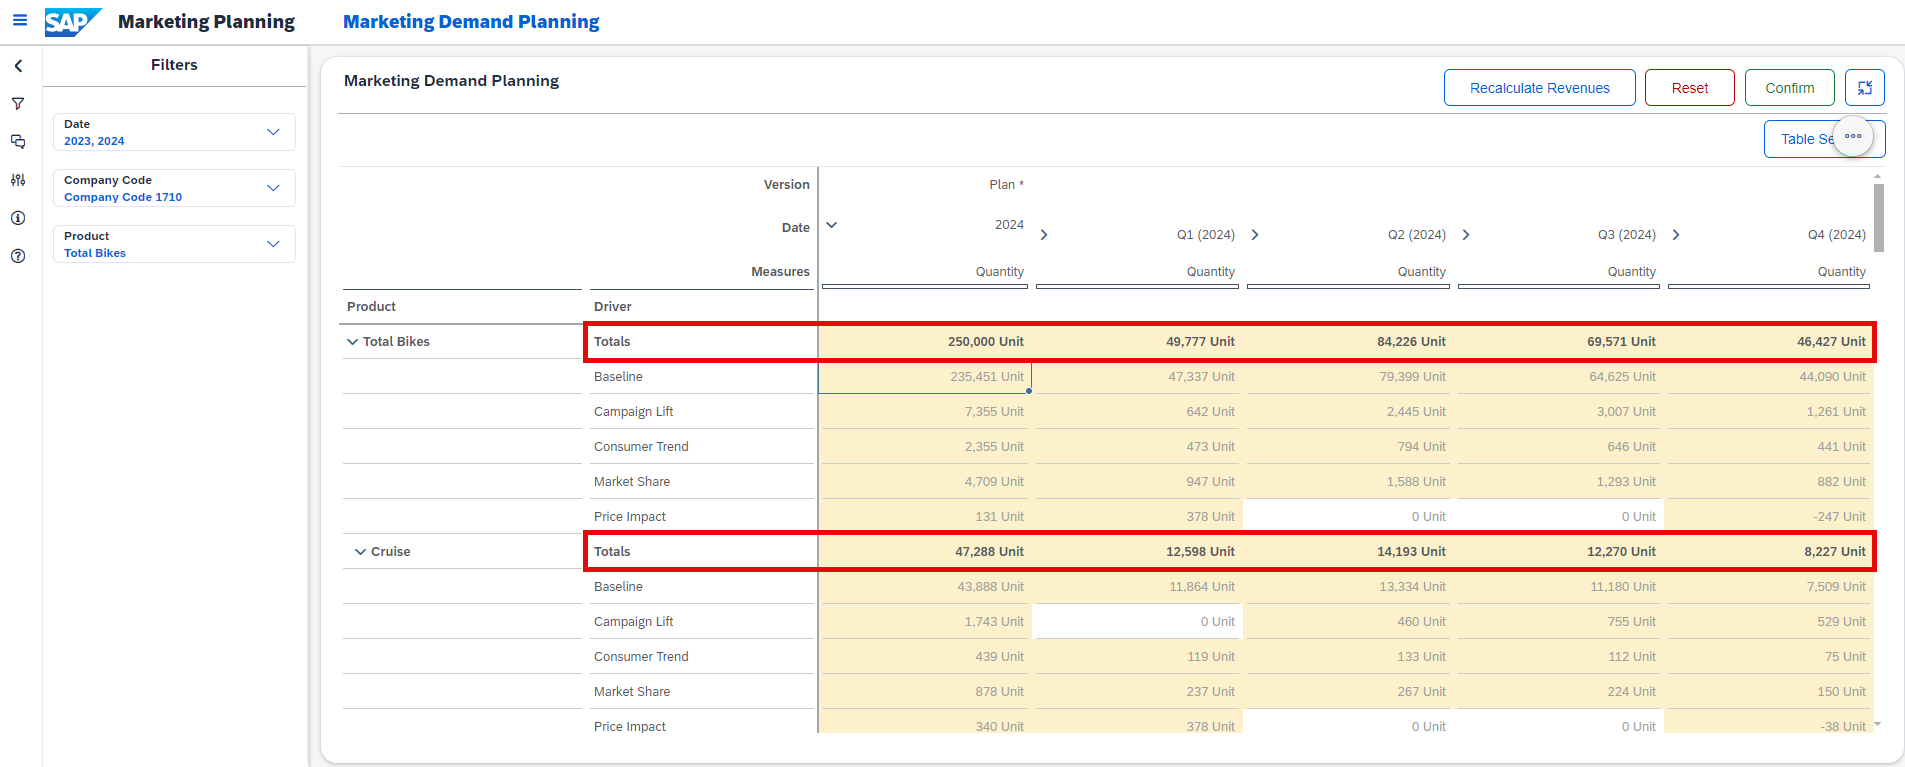 SAP Marketing Planning Marketing Demand Planning
Filters
Date
2023, 2024
Company Code
Company Code 1710
Product
Total Bikes
Marketing Demand Planning
Recalculate Revenues Reset Confirm
Table Se
Version Plan *
Date 2024 Q1 (2024) Q2 (2024) Q3 (2024) Q4 (2024)
Measures Quantity Quantity Quantity Quantity Quantity
Product Driver
Total Bikes Totals 250,000 Unit 49,777 Unit 84,226 Unit 69,571 Unit 46,427 Unit
Baseline 235,451 Unit 47,337 Unit 79,399 Unit 64,625 Unit 44,090 Unit
Campaign Lift 7,355 Unit 642 Unit 2,445 Unit 3,007 Unit 1,261 Unit
Consumer Trend 2,355 Unit 473 Unit 794 Unit 646 Unit 441 Unit
Market Share 4,709 Unit 947 Unit 1,588 Unit 1,293 Unit 882 Unit
Price Impact 131 Unit 378 Unit 0 Unit 0 Unit -247 Unit
Cruise Totals 47,288 Unit 12,598 Unit 14,193 Unit 12,270 Unit 8,227 Unit
Baseline 43,888 Unit 11,864 Unit 13,334 Unit 11,180 Unit 7,509 Unit
Campaign Lift 1,743 Unit 0 Unit 460 Unit 755 Unit 529 Unit
Consumer Trend 439 Unit 119 Unit 133 Unit 112 Unit 75 Unit
Market Share 878 Unit 237 Unit 267 Unit 224 Unit 150 Unit
Price Impact 340 Unit 378 Unit 0 Unit 0 Unit -38 Unit